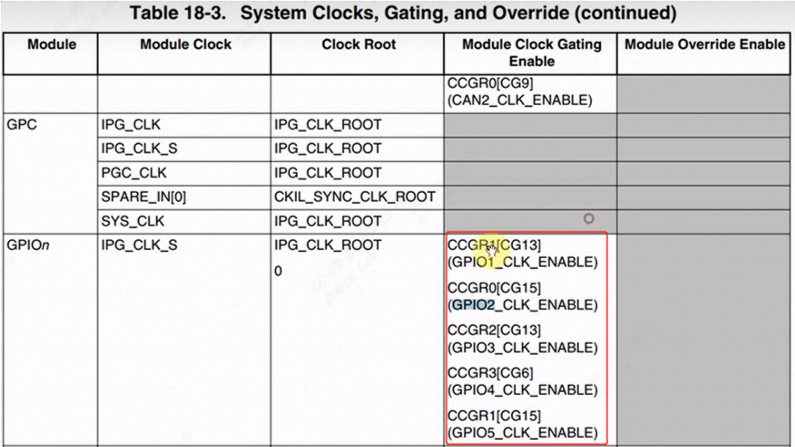 Table 18-3. System Clocks, Gating, and Override (continued)
Module Module Clock Clock Root Module Clock Gating Enable Module Override Enable
CCGR0[CG9]
(CAN2_CLK_ENABLE)
GPC IPG_CLK IPG_CLK_ROOT
IPG_CLK_S IPG_CLK_ROOT
PGC_CLK IPG_CLK_ROOT
SPARE_IN[0] CKIL_SYNC_CLK_ROOT
SYS_CLK IPG_CLK_ROOT
GPIOn IPG_CLK_S IPG_CLK_ROOT CCGR1[CG13]
0 (GPIO1_CLK_ENABLE)
CCGR0[CG15]
(GPIO2_CLK_ENABLE)
CCGR2[CG13]
(GPIO3_CLK_ENABLE)
CCGR3[CG6]
(GPIO4_CLK_ENABLE)
CCGR1[CG15]
(GPIO5_CLK_ENABLE)